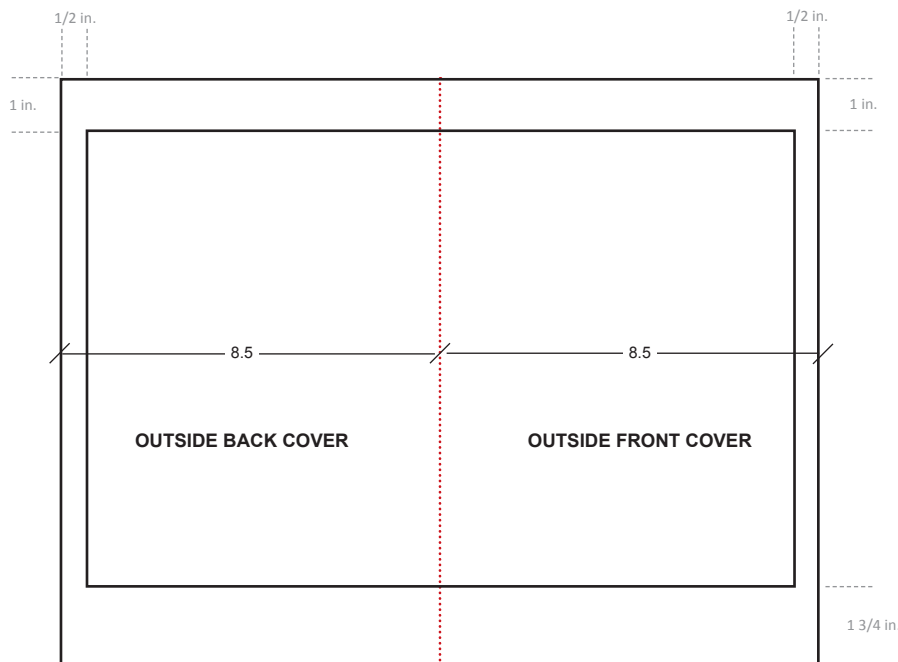 1/2 in.
1/2 in.
1 in.
1 in.
8.5
8.5
OUTSIDE BACK COVER
OUTSIDE FRONT COVER
1 3/4 in